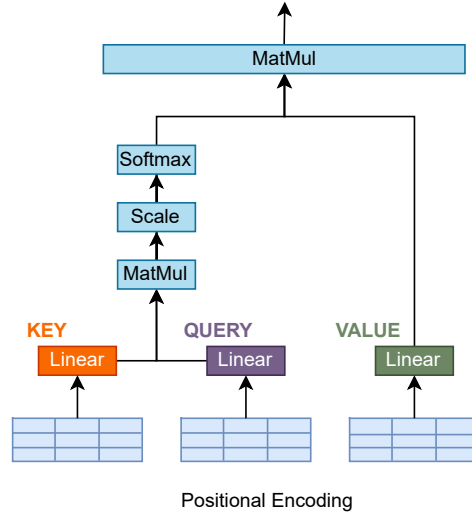 MatMul
Softmax
Scale
MatMul
KEY QUERY VALUE
Linear Linear Linear
Positional Encoding